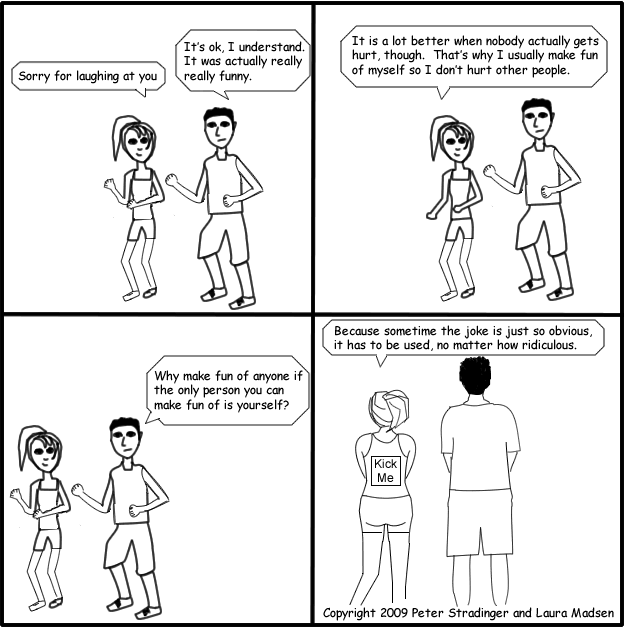 Sorry for laughing at you
It's ok, I understand.
It was actually really
really funny.
It is a lot better when nobody actually gets
hurt, though.  That's why I usually make fun
of myself so I don't hurt other people.
Why make fun of anyone if
the only person you can
make fun of is yourself?
Because sometime the joke is just so obvious,
it has to be used, no matter how ridiculous.
Kick
Me
Copyright 2009 Peter Stradinger and Laura Madsen